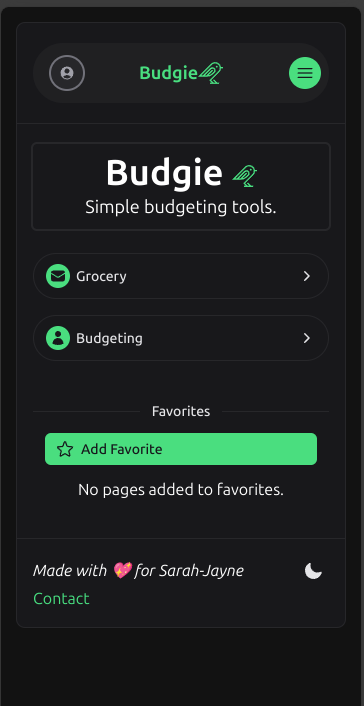 Budgie
Budgie
Simple budgeting tools.
Grocery
Budgeting
Favorites
Add Favorite
No pages added to favorites.
Made with 💖 for Sarah-Jayne
Contact